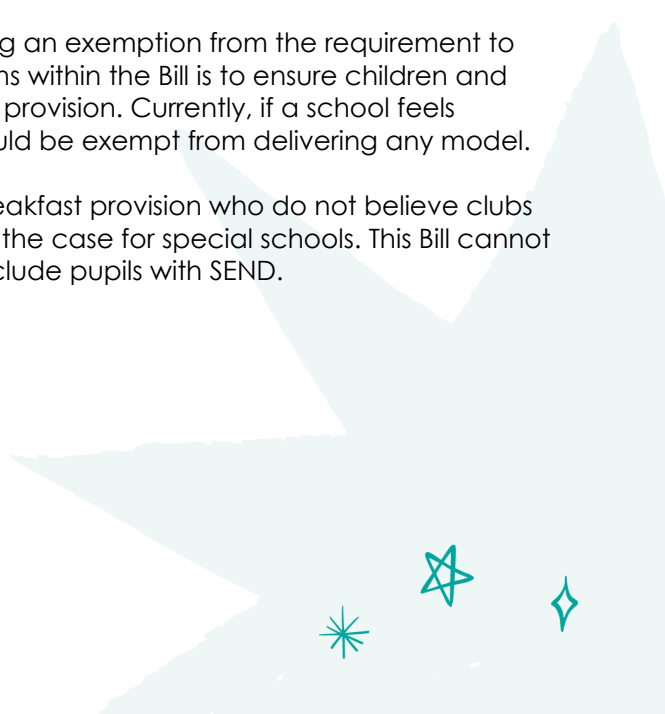 g an exemption from the requirement to
ns within the Bill is to ensure children and
provision. Currently, if a school feels
uld be exempt from delivering any model.
eakfast provision who do not believe clubs
the case for special schools. This Bill cannot
clude pupils with SEND.